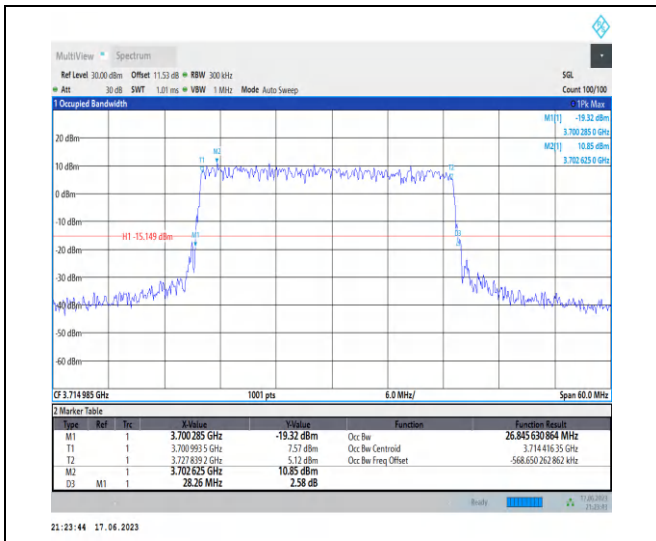 MultiView Spectrum
Ref Level 30.00 dBm Offset 11.53 dB RBW 300 kHz SGL
Att 30 dB SWT 1.01 ms VBW 1 MHz Mode Auto Sweep Count 100/100
1 Occupied Bandwidth 1Pk Max
M1[1] -19.32 dBm
3.700 285 0 GHz
M2[1] 10.85 dBm
3.702 625 0 GHz
20 dBm
10 dBm
0 dBm
-10 dBm
-20 dBm
-30 dBm
-40 dBm
-50 dBm
-60 dBm
T1
M2
T2
H1 -15.149 dBm
M1
D3
CF 3.714 985 GHz 1001 pts 6.0 MHz/ Span 60.0 MHz
2 Marker Table
Type Ref Trc X-Value Y-Value Function Function Result
M1 1 3.700 285 GHz -19.32 dBm Occ Bw 26.845 630 864 MHz
T1 1 3.700 993 5 GHz 7.57 dBm Occ Bw Centroid 3.714 416 35 GHz
T2 1 3.727 839 2 GHz 5.12 dBm Occ Bw Freq Offset -568.650 262 862 kHz
M2 1 3.702 625 GHz 10.85 dBm
D3 M1 1 28.26 MHz 2.58 dB
Ready 17.06.2023
21:23:44 17.06.2023